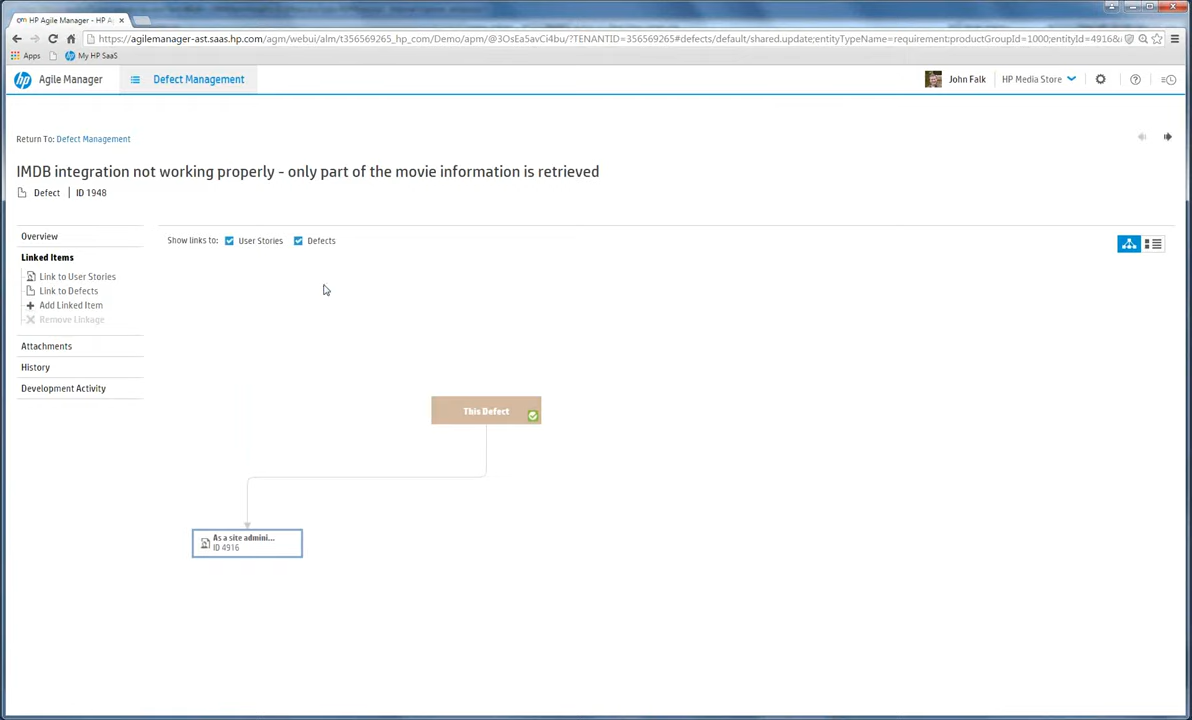 HP Agile Manager - HP A
https://agilemanager-ast.saas.hp.com/agm/webui/alm/t356569265_hp_com/Demo/apm/@3OsEa5avCi4bu/?TENANTID=356569265#defects/default/shared.update;entityTypeName=requirement;productGroupId=1000;entityId=4916&
Apps My HP SaaS
hp Agile Manager Defect Management John Falk HP Media Store
Return To: Defect Management
IMDB integration not working properly - only part of the movie information is retrieved
Defect | ID 1948
Overview
Show links to: User Stories Defects
Linked Items
Link to User Stories
Link to Defects
Add Linked Item
Remove Linkage
Attachments
History
Development Activity
This Defect
As a site admini...
ID 4916